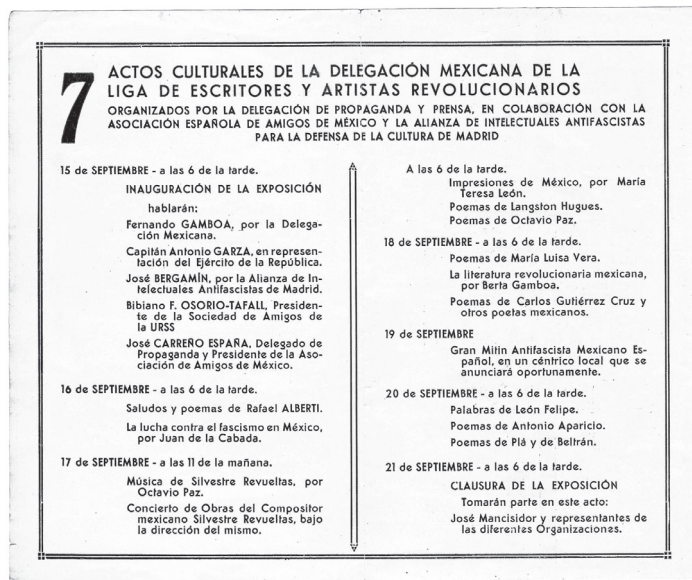 7
ACTOS CULTURALES DE LA DELEGACIÓN MEXICANA DE LA
LIGA DE ESCRITORES Y ARTISTAS REVOLUCIONARIOS
ORGANIZADOS POR LA DELEGACIÓN DE PROPAGANDA Y PRENSA, EN COLABORACIÓN CON LA
ASOCIACIÓN ESPAÑOLA DE AMIGOS DE MÉXICO Y LA ALIANZA DE INTELECTUALES ANTIFASCISTAS
PARA LA DEFENSA DE LA CULTURA DE MADRID
15 de SEPTIEMBRE - a las 6 de la tarde.
INAUGURACIÓN DE LA EXPOSICIÓN
hablarán:
Fernando GAMBOA, por la Delega-
ción Mexicana.
Capitán Antonio GARZA, en represen-
tación del Ejército de la República.
José BERGAMÍN, por la Alianza de In-
telectuales Antifascistas de Madrid.
Bibiano F. OSORIO-TAFALL, Presiden-
te de la Sociedad de Amigos de
la URSS
José CARREÑO ESPAÑA, Delegado de
Propaganda y Presidente de la Aso-
ciación de Amigos de México.
16 de SEPTIEMBRE - a las 6 de la tarde.
Saludos y poemas de Rafael ALBERTI.
La lucha contra el fascismo en México,
por Juan de la Cabada.
17 de SEPTIEMBRE - a las 11 de la mañana.
Música de Silvestre Revueltas, por
Octavio Paz.
Concierto de Obras del Compositor
mexicano Silvestre Revueltas, bajo
la dirección del mismo.
A las 6 de la tarde.
Impresiones de México, por María
Teresa León.
Poemas de Langston Hugues.
Poemas de Octavio Paz.
18 de SEPTIEMBRE - a las 6 de la tarde.
Poemas de María Luisa Vera.
La literatura revolucionaria mexicana,
por Berta Gamboa.
Poemas de Carlos Gutiérrez Cruz y
otros poetas mexicanos.
19 de SEPTIEMBRE
Gran Mitin Antifascista Mexicano Es-
pañol, en un céntrico local que se
anunciará oportunamente.
20 de SEPTIEMBRE - a las 6 de la tarde.
Palabras de León Felipe.
Poemas de Antonio Aparicio.
Poemas de Plá y de Beltrán.
21 de SEPTIEMBRE - a las 6 de la tarde.
CLAUSURA DE LA EXPOSICIÓN
Tomarán parte en este acto:
José Mancisidor y representantes de
las diferentes Organizaciones.